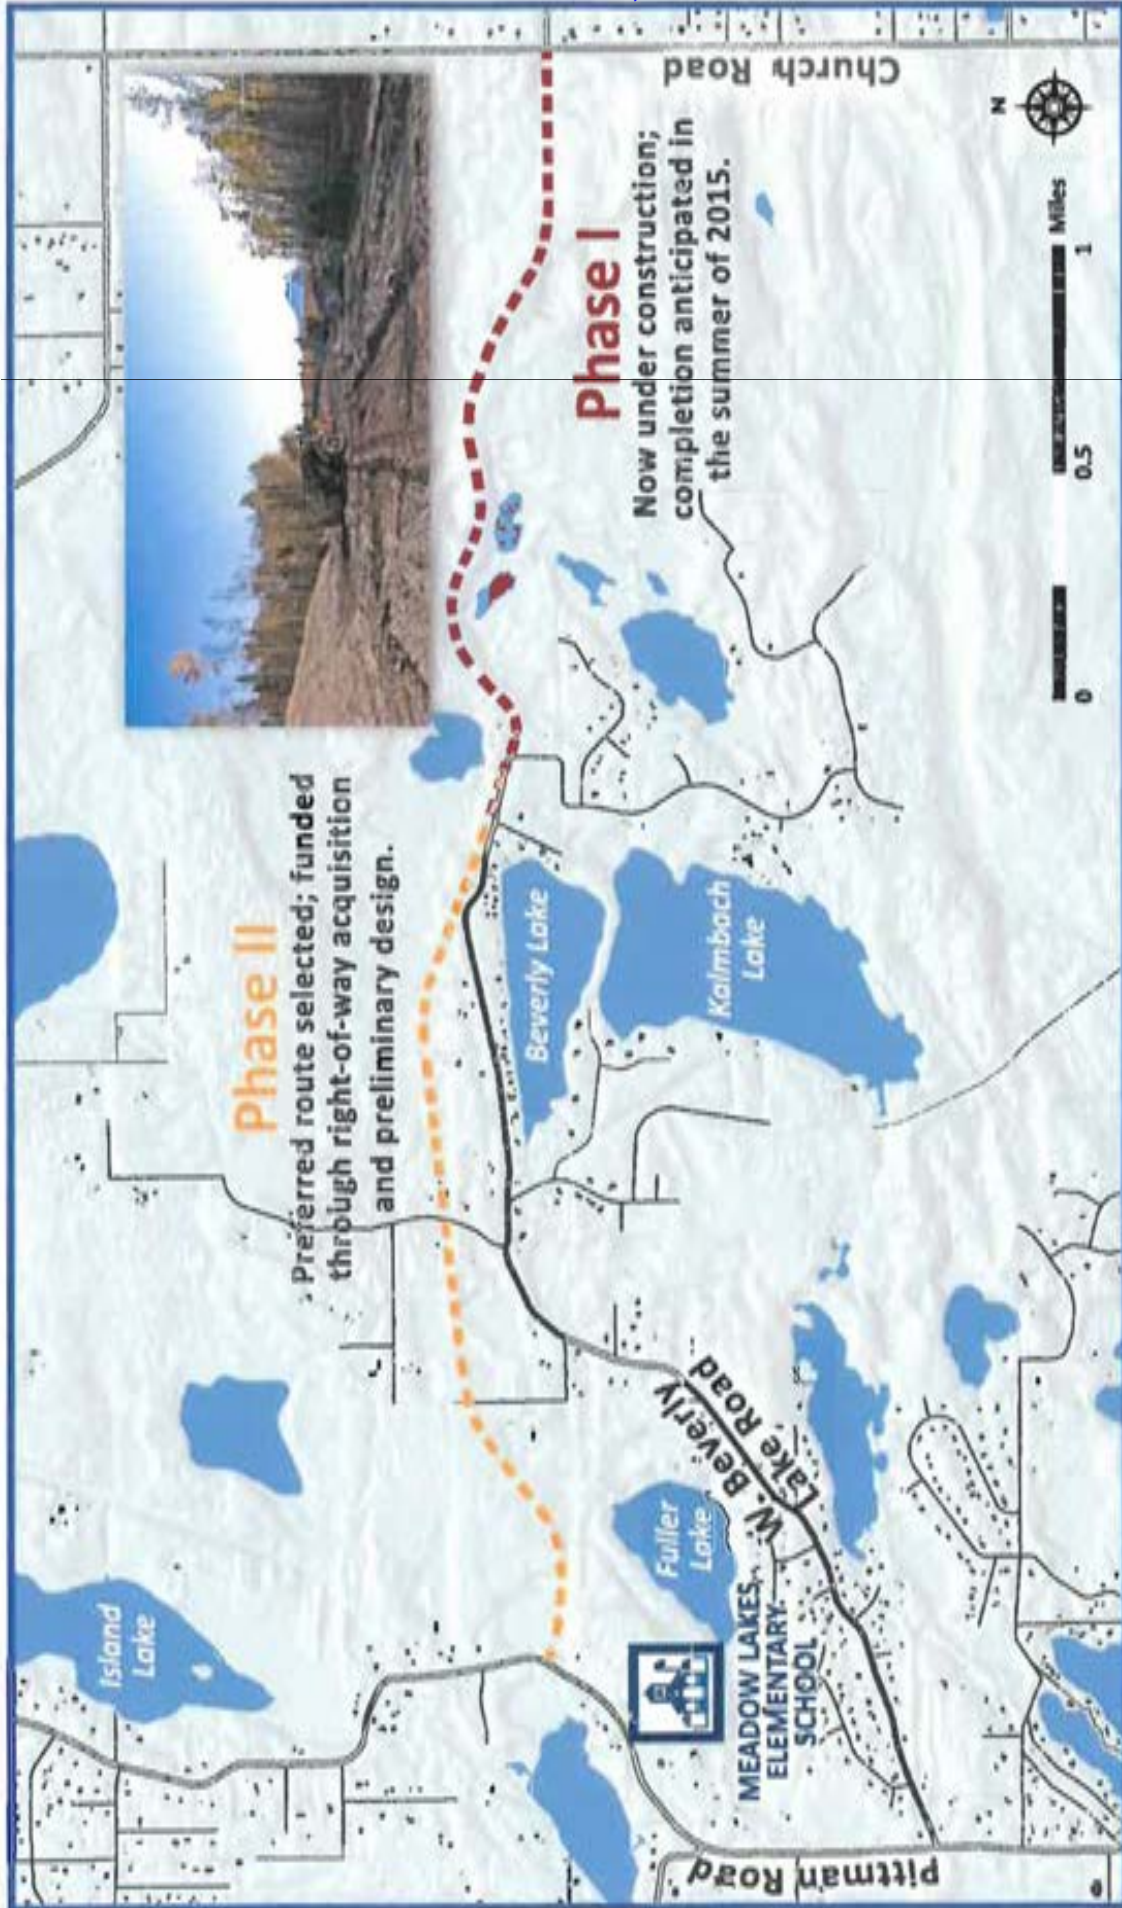 Phase II
Preferred route selected; funded
through right-of-way acquisition
and preliminary design.
Phase I
Now under construction;
completion anticipated in
the summer of 2015.
Island
Lake
Beverly Lake
Kalmbach
Lake
Fuller
Lake
W. Beverly
Lake Road
MEADOW LAKES
ELEMENTARY
SCHOOL
Pittman Road
Church Road
N
0
0.5
1
Miles